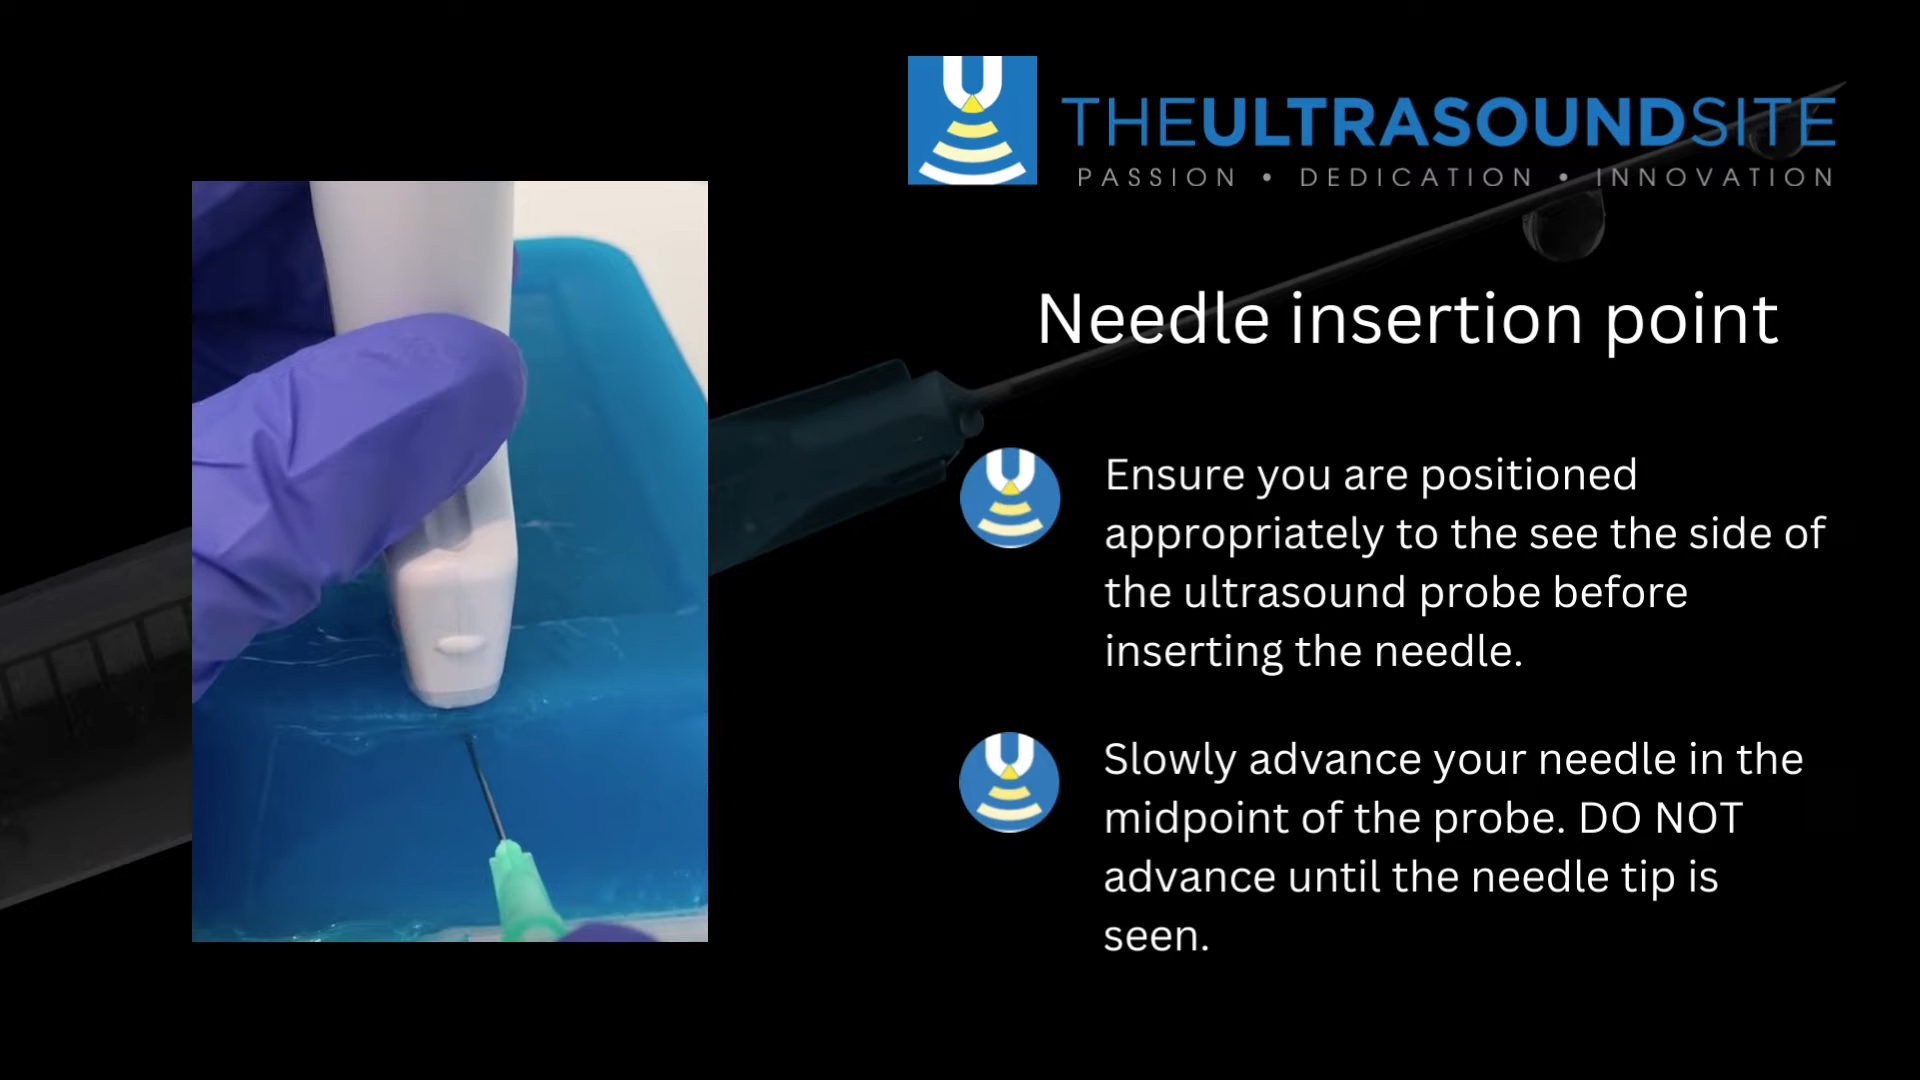 THEULTRASOUNDSITE
PASSION • DEDICATION • INNOVATION
Needle insertion point
Ensure you are positioned
appropriately to the see the side of
the ultrasound probe before
inserting the needle.
Slowly advance your needle in the
midpoint of the probe. DO NOT
advance until the needle tip is
seen.